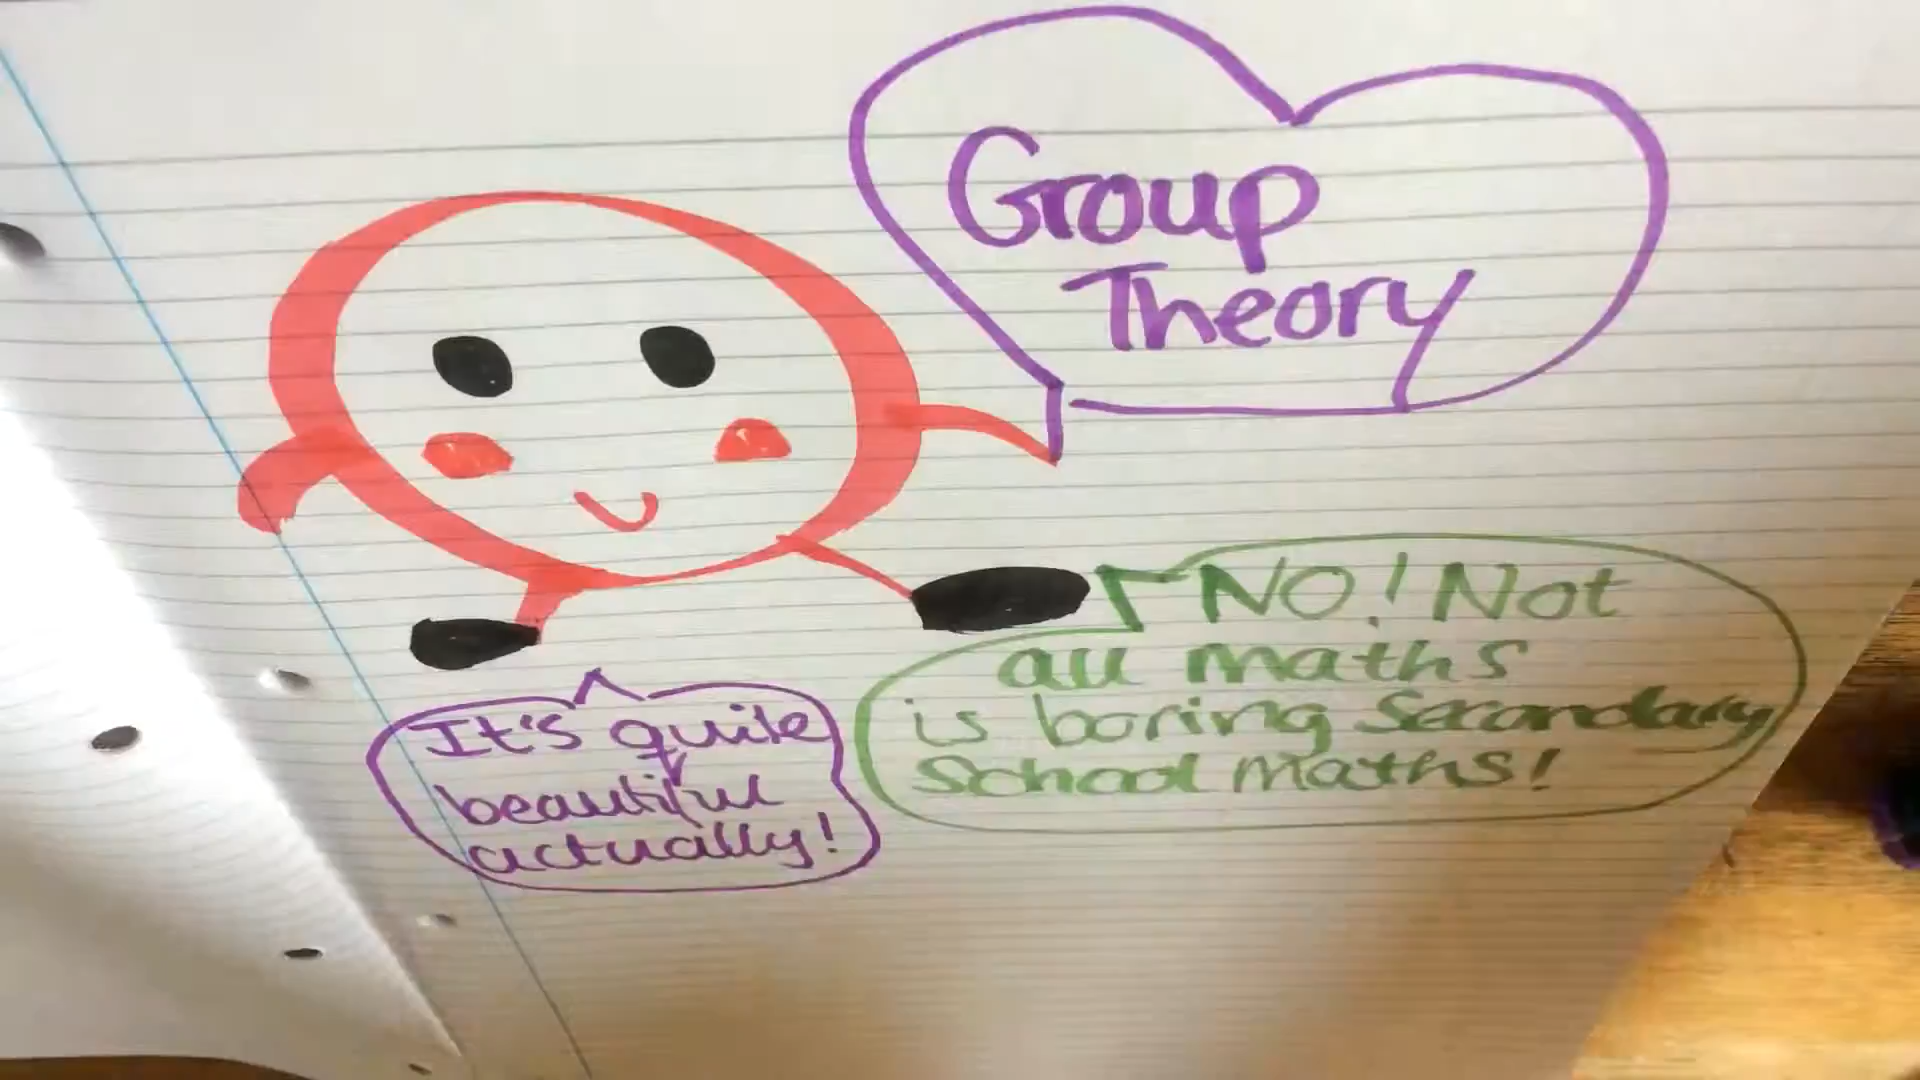 Group
Theory
NO! Not
all maths
is boring Secondary
School maths!
It's quite
beautiful
actually!